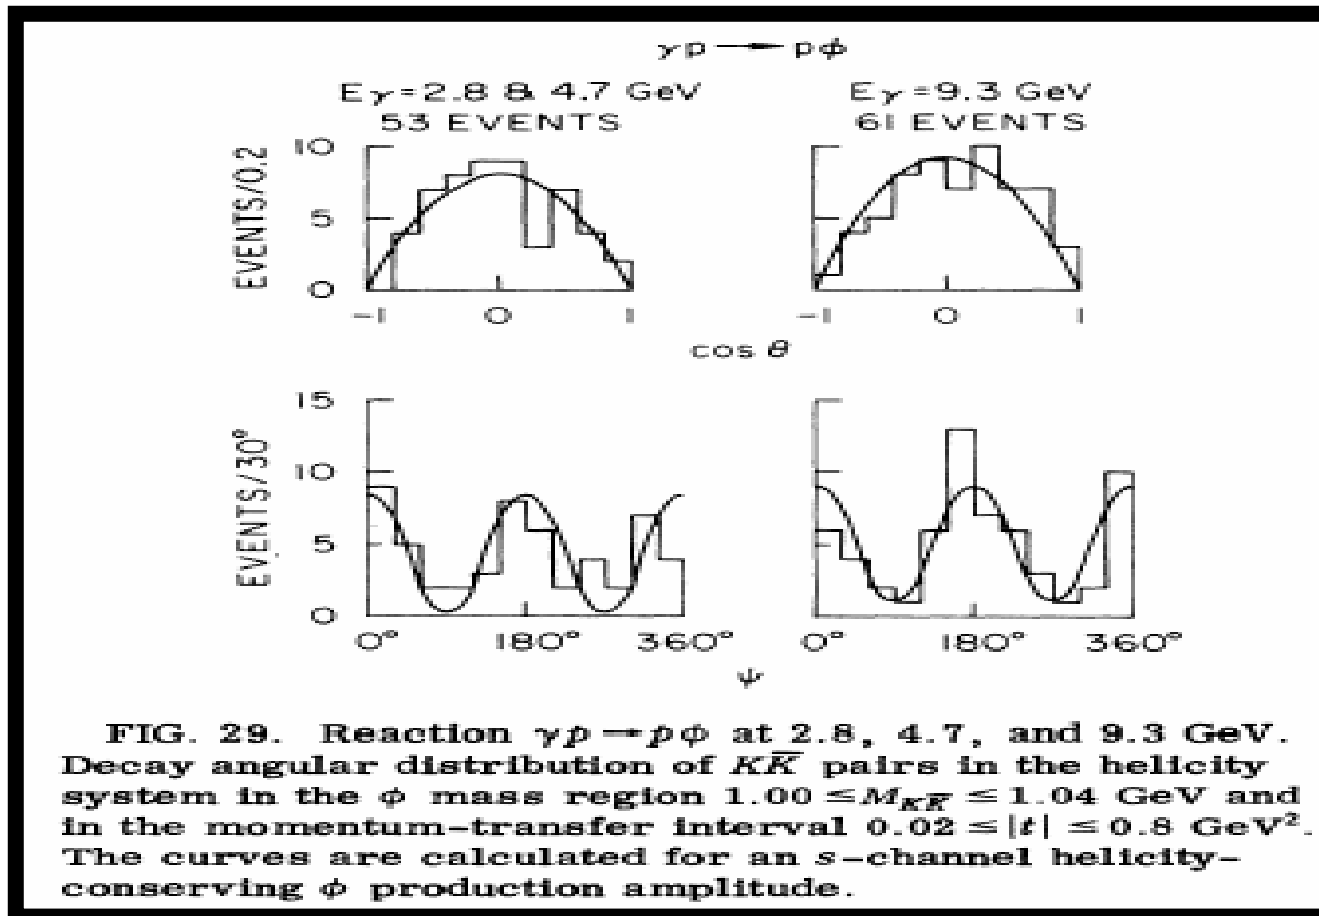 γp → pφ
Eγ=2.8 & 4.7 GeV
53 EVENTS
Eγ=9.3 GeV
61 EVENTS
EVENTS/0.2
10
5
0
-1 0 1
-1 0 1
cos θ
EVENTS/30°
15
10
5
0
0° 180° 360°
0° 180° 360°
ψ
FIG. 29. Reaction γp→pφ at 2.8, 4.7, and 9.3 GeV.
Decay angular distribution of KK̅ pairs in the helicity
system in the φ mass region 1.00 ≤M_{KK̅} ≤ 1.04 GeV and
in the momentum-transfer interval 0.02 ≤ |t| ≤ 0.8 GeV².
The curves are calculated for an s-channel helicity-
conserving φ production amplitude.